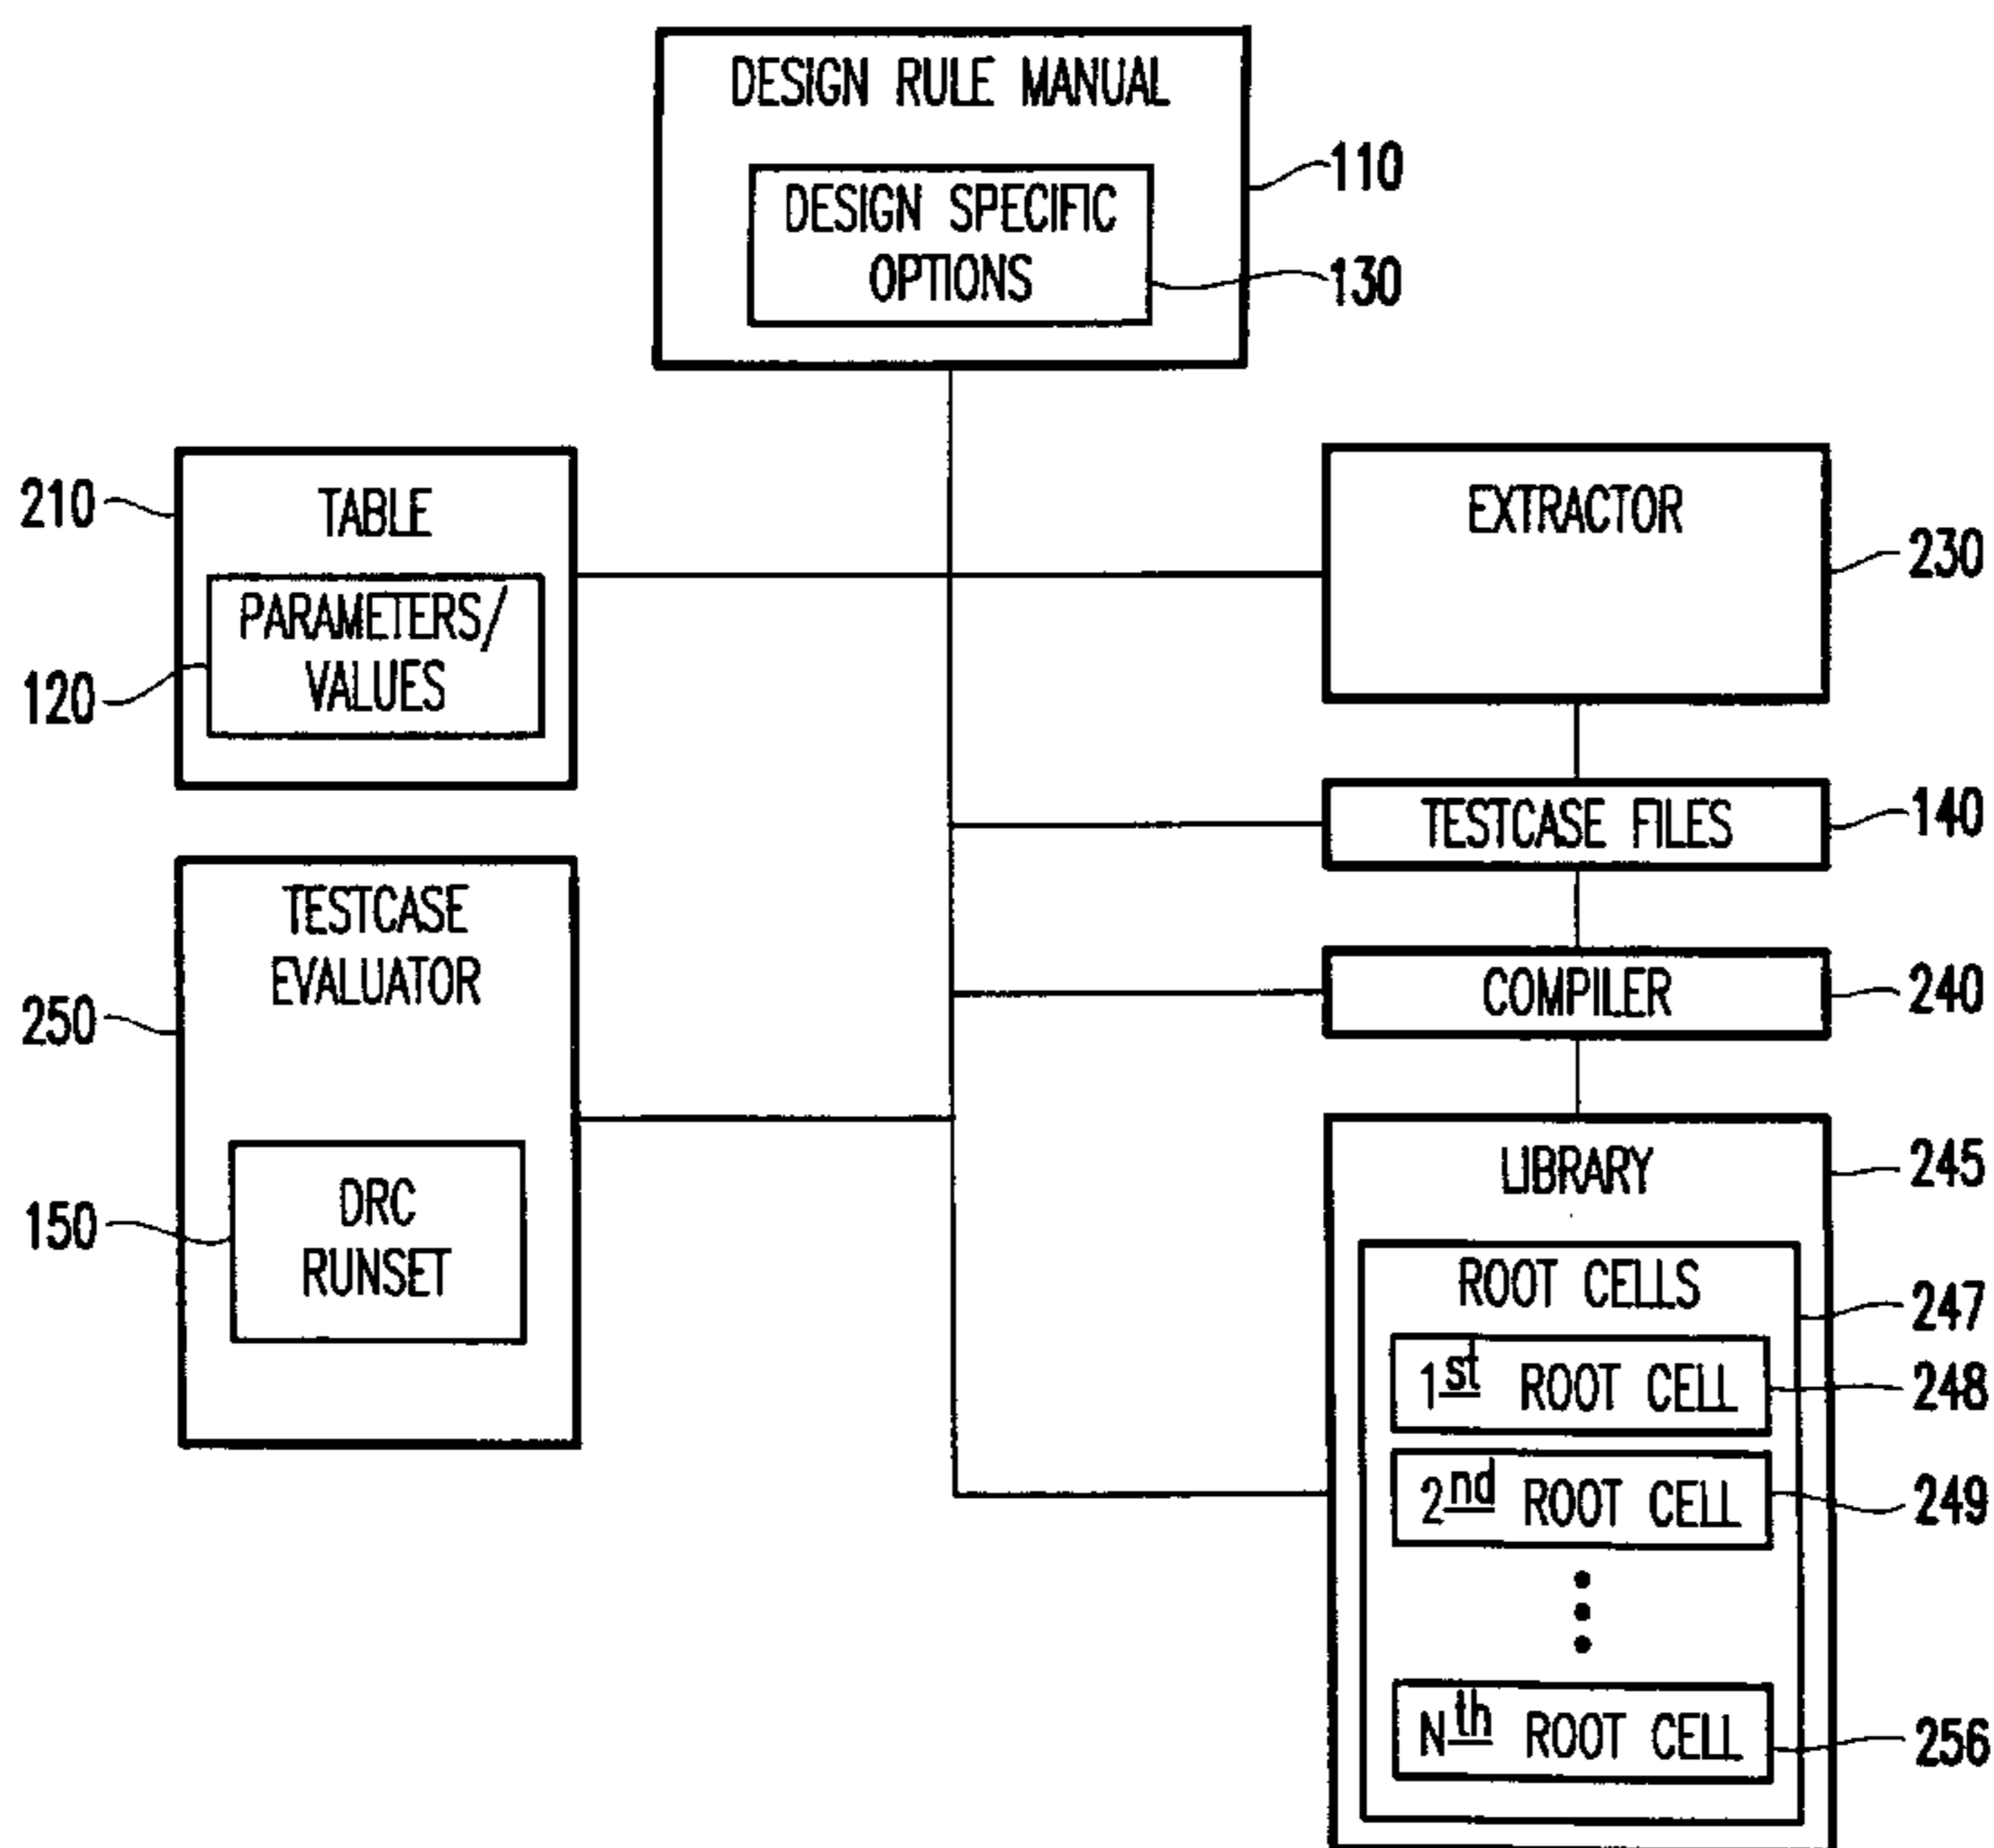 DESIGN RULE MANUAL
110
DESIGN SPECIFIC
OPTIONS
130
210
TABLE
PARAMETERS/
VALUES
120
EXTRACTOR
230
TESTCASE FILES
140
COMPILER
240
TESTCASE
EVALUATOR
250
DRC
RUNSET
150
LIBRARY
245
ROOT CELLS
247
1st ROOT CELL
248
2nd ROOT CELL
249
Nth ROOT CELL
256